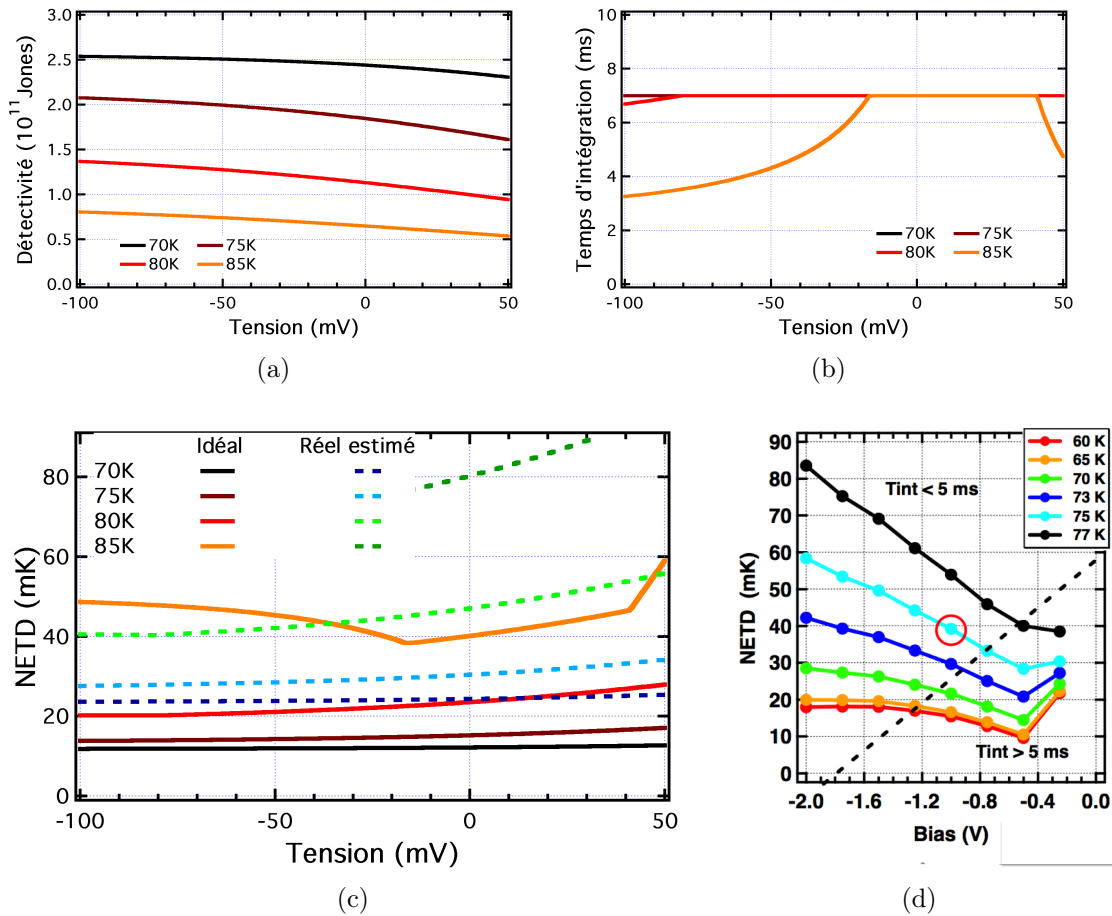 3.0
2.5
2.0
1.5
1.0
0.5
0.0
Détectivité (10¹¹ Jones)
70K 75K
80K 85K
-100 -50 0 50
Tension (mV)
(a)
10
8
6
4
2
0
Temps d'intégration (ms)
70K 75K
80K 85K
-100 -50 0 50
Tension (mV)
(b)
Idéal Réel estimé
70K
75K
80K
85K
80
60
40
20
0
NETD (mK)
-100 -50 0 50
Tension (mV)
(c)
90
80
70
60
50
40
30
20
10
0
NETD (mK)
60 K
65 K
70 K
73 K
75 K
77 K
Tint < 5 ms
Tint > 5 ms
-2.0 -1.6 -1.2 -0.8 -0.4 0.0
Bias (V)
(d)